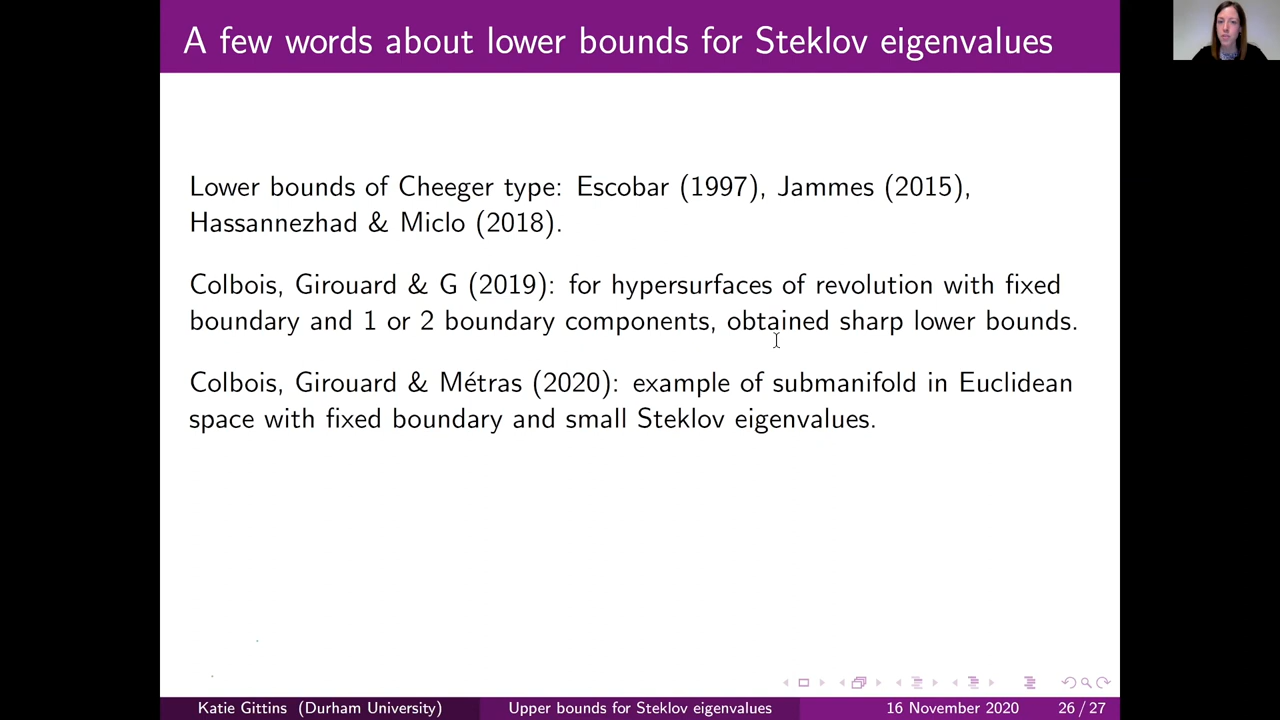 A few words about lower bounds for Steklov eigenvalues
Lower bounds of Cheeger type: Escobar (1997), Jammes (2015),
Hassannezhad & Miclo (2018).
Colbois, Girouard & G (2019): for hypersurfaces of revolution with fixed
boundary and 1 or 2 boundary components, obtained sharp lower bounds.
Colbois, Girouard & Métras (2020): example of submanifold in Euclidean
space with fixed boundary and small Steklov eigenvalues.
Katie Gittins (Durham University) Upper bounds for Steklov eigenvalues 16 November 2020 26 / 27